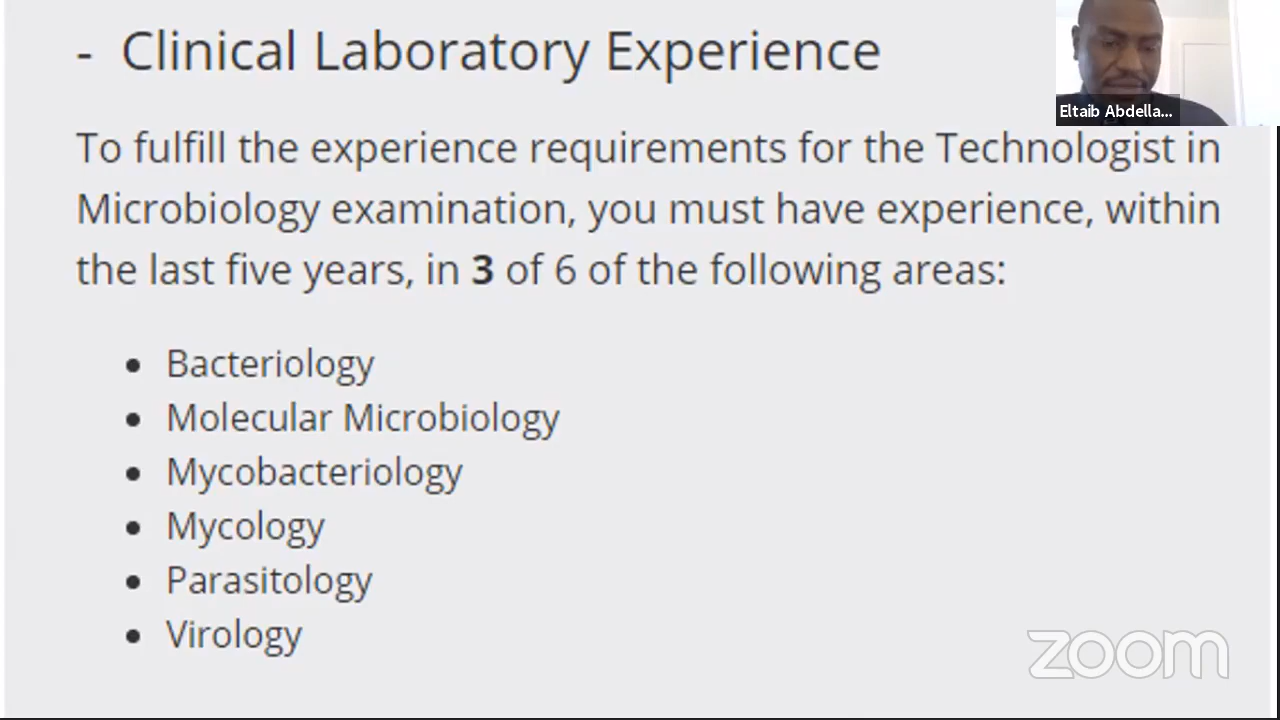 - Clinical Laboratory Experience
Eltaib Abdella...
To fulfill the experience requirements for the Technologist in
Microbiology examination, you must have experience, within
the last five years, in 3 of 6 of the following areas:
• Bacteriology
• Molecular Microbiology
• Mycobacteriology
• Mycology
• Parasitology
• Virology
zoom